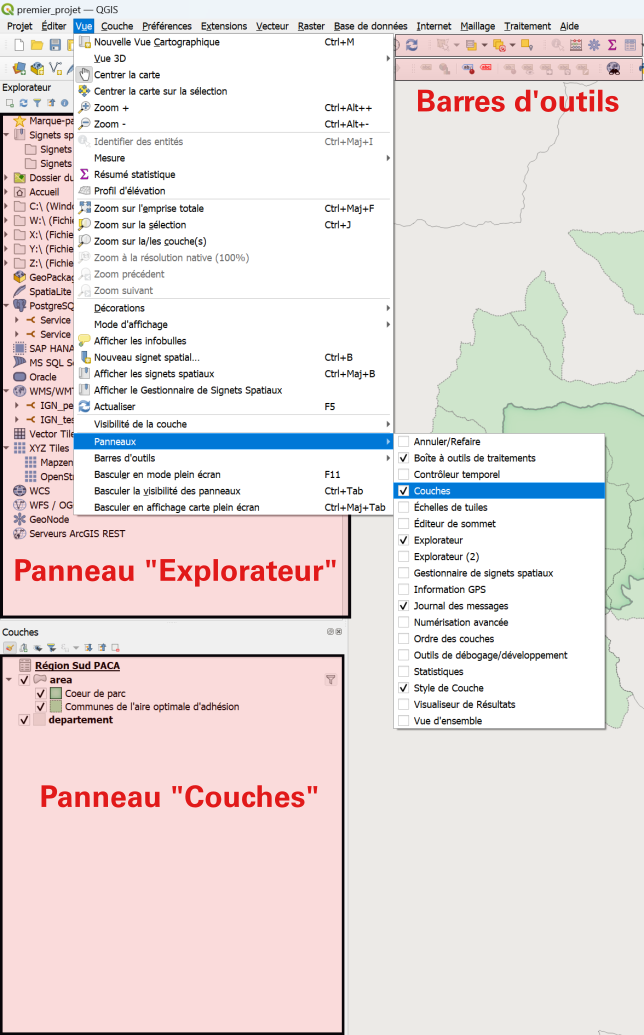 premier_projet — QGIS
Projet Éditer Vue Couche Préférences Extensions Vecteur Raster Base de données Internet Maillage Traitement Aide
Nouvelle Vue Cartographique Ctrl+M
Vue 3D
Centrer la carte
Centrer la carte sur la sélection
Zoom + Ctrl+Alt++
Zoom - Ctrl+Alt+-
Identifier des entités Ctrl+Maj+I
Mesure
Résumé statistique
Profil d'élévation
Zoom sur l'emprise totale Ctrl+Maj+F
Zoom sur la sélection Ctrl+J
Zoom sur la/les couche(s)
Zoom à la résolution native (100%)
Zoom précédent
Zoom suivant
Décorations
Mode d'affichage
Afficher les infobulles
Nouveau signet spatial... Ctrl+B
Afficher les signets spatiaux Ctrl+Maj+B
Afficher le Gestionnaire de Signets Spatiaux
Actualiser F5
Visibilité de la couche
Panneaux
Barres d'outils
Basculer en mode plein écran F11
Basculer la visibilité des panneaux Ctrl+Tab
Basculer en affichage carte plein écran Ctrl+Maj+Tab
Barres d'outils
Annuler/Refaire
Boîte à outils de traitements
Contrôleur temporel
Couches
Échelles de tuiles
Éditeur de sommet
Explorateur
Explorateur (2)
Gestionnaire de signets spatiaux
Information GPS
Journal des messages
Numérisation avancée
Ordre des couches
Outils de débogage/développement
Statistiques
Style de Couche
Visualiseur de Résultats
Vue d'ensemble
Explorateur
Marque-pa
Signets sp
Signets
Signets
Dossier du
Accueil
C:\ (Windo
W:\ (Fichie
X:\ (Fichie
Y:\ (Fichie
Z:\ (Fichie
GeoPackag
SpatiaLite
PostgreSQ
Service
Service
SAP HANA
MS SQL Se
Oracle
WMS/WMT
IGN_pe
IGN_tes
Vector Tile
XYZ Tiles
Mapzen
OpenStr
WCS
WFS / OG
GeoNode
Serveurs ArcGIS REST
Panneau "Explorateur"
Couches
Région Sud PACA
area
Coeur de parc
Communes de l'aire optimale d'adhésion
departement
Panneau "Couches"